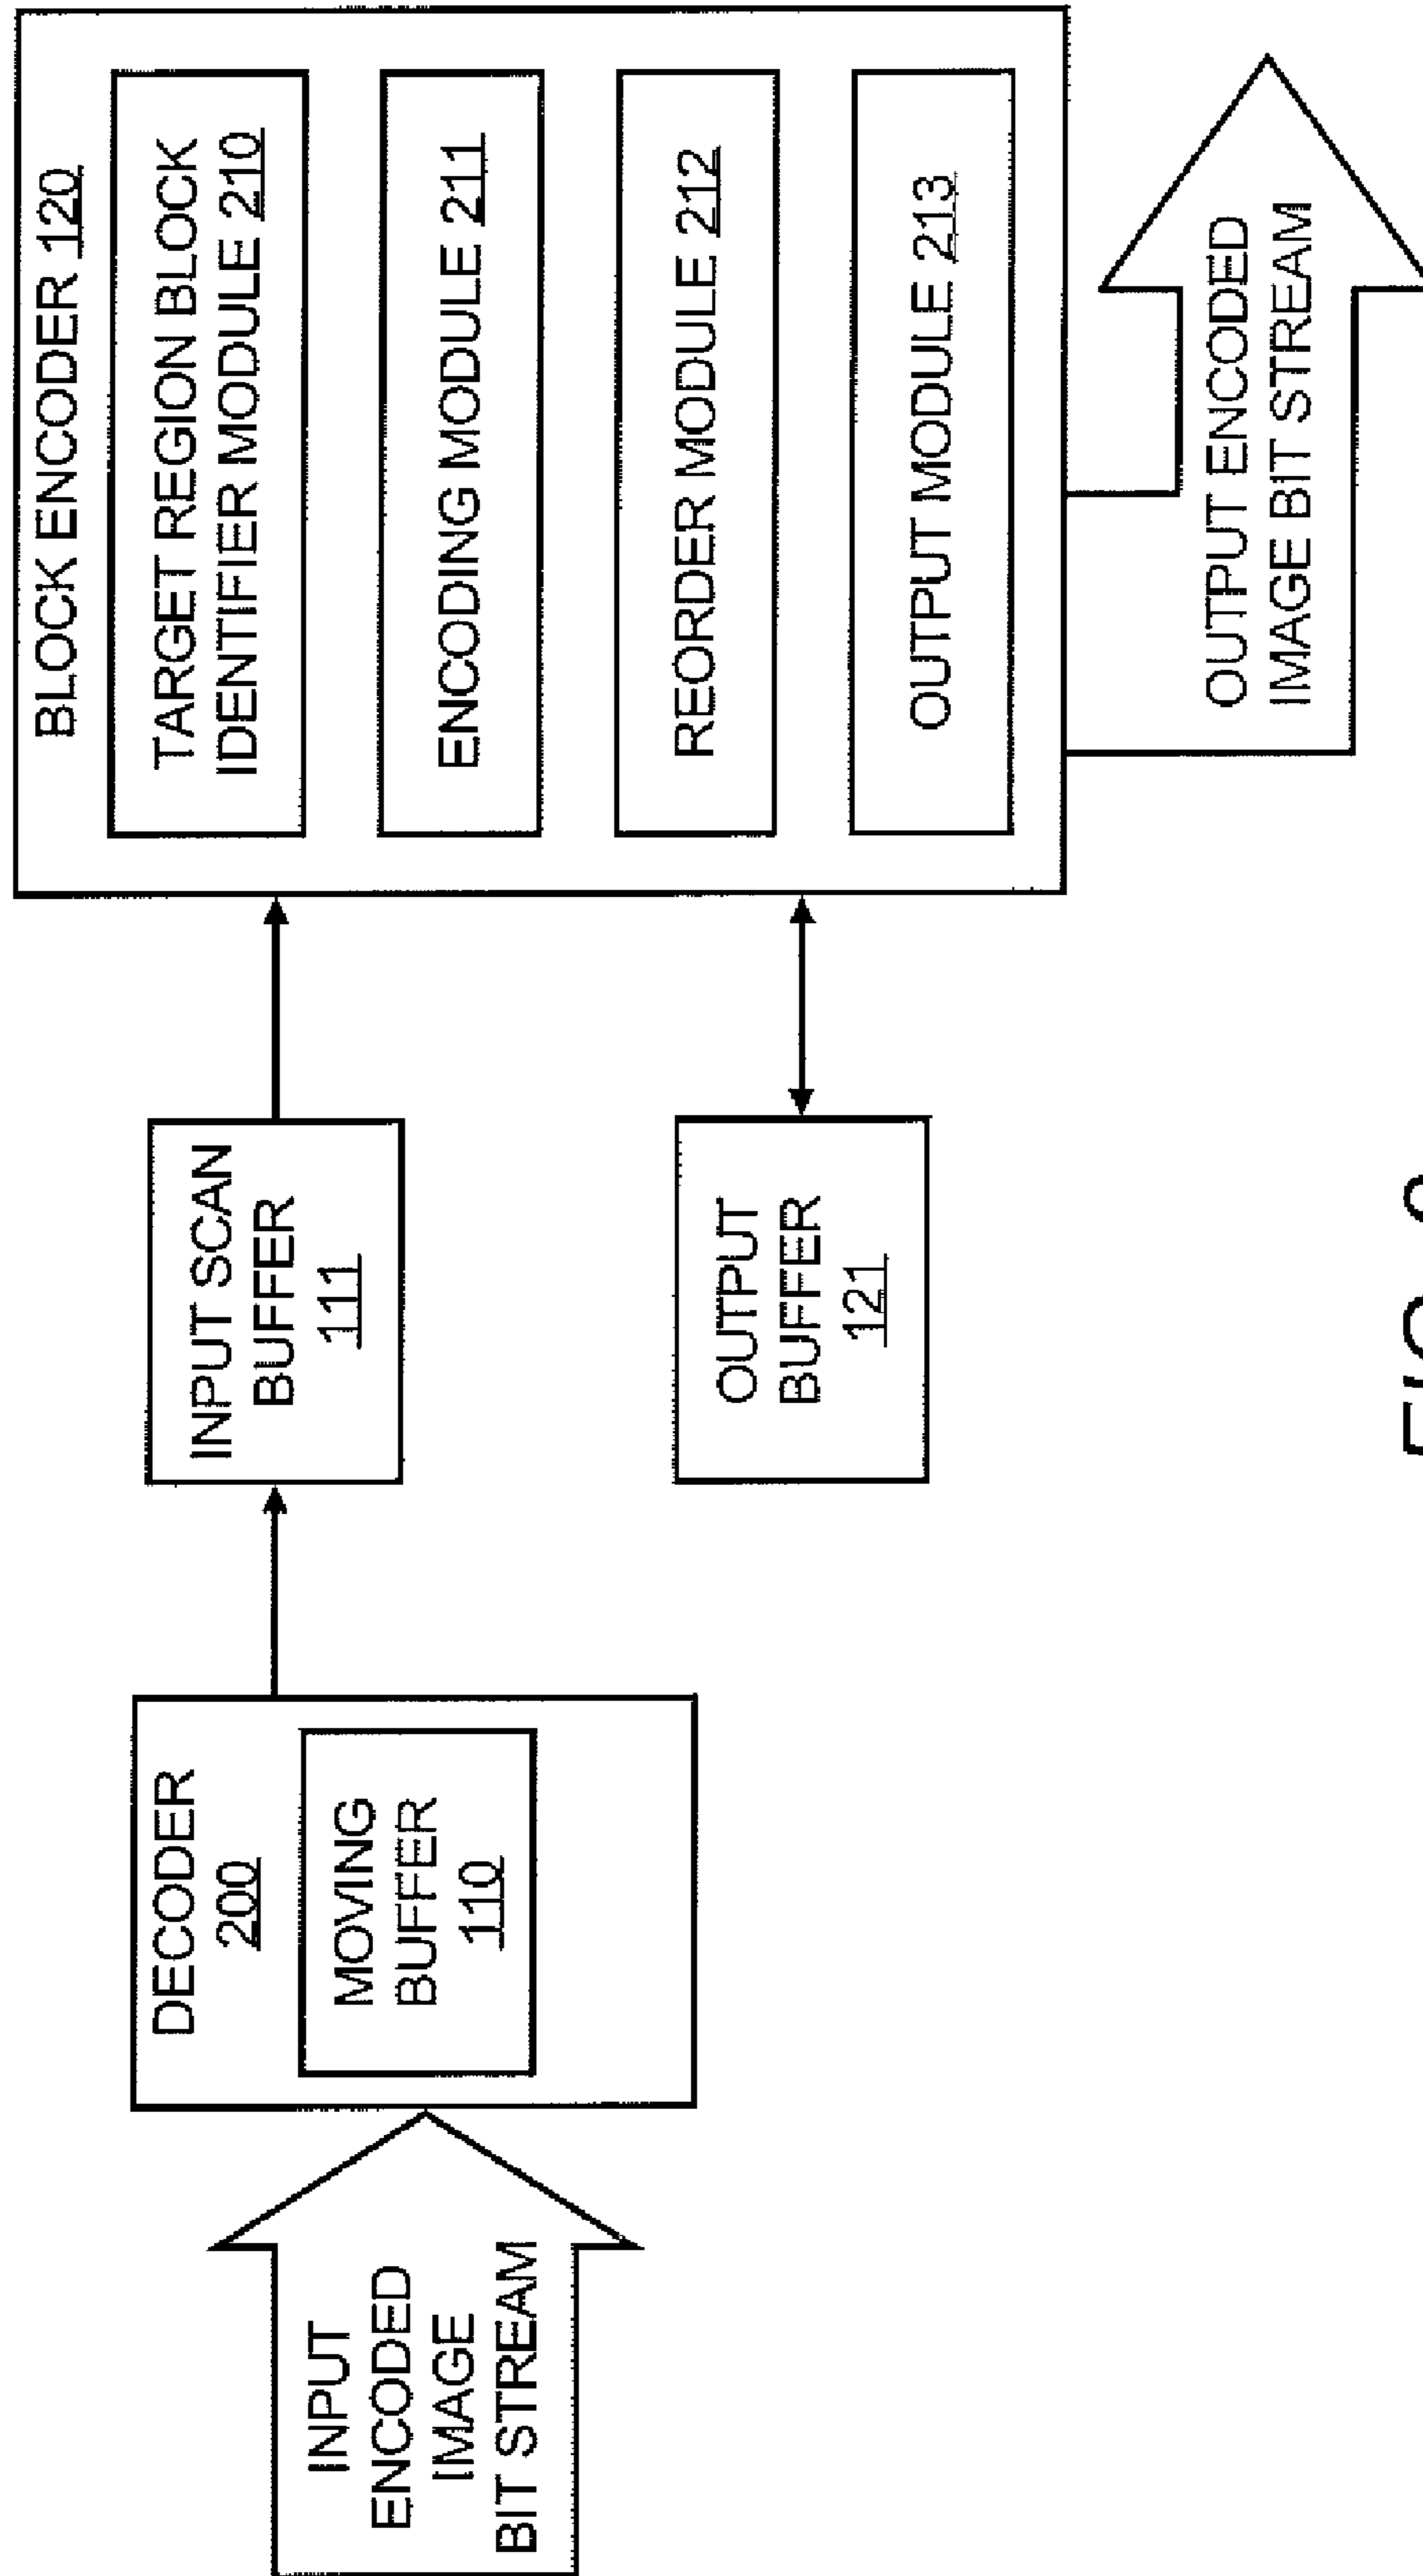 INPUT
ENCODED
IMAGE
BIT STREAM
DECODER
200
MOVING
BUFFER
110
INPUT SCAN
BUFFER
111
OUTPUT
BUFFER
121
BLOCK ENCODER 120
TARGET REGION BLOCK
IDENTIFIER MODULE 210
ENCODING MODULE 211
REORDER MODULE 212
OUTPUT MODULE 213
OUTPUT ENCODED
IMAGE BIT STREAM